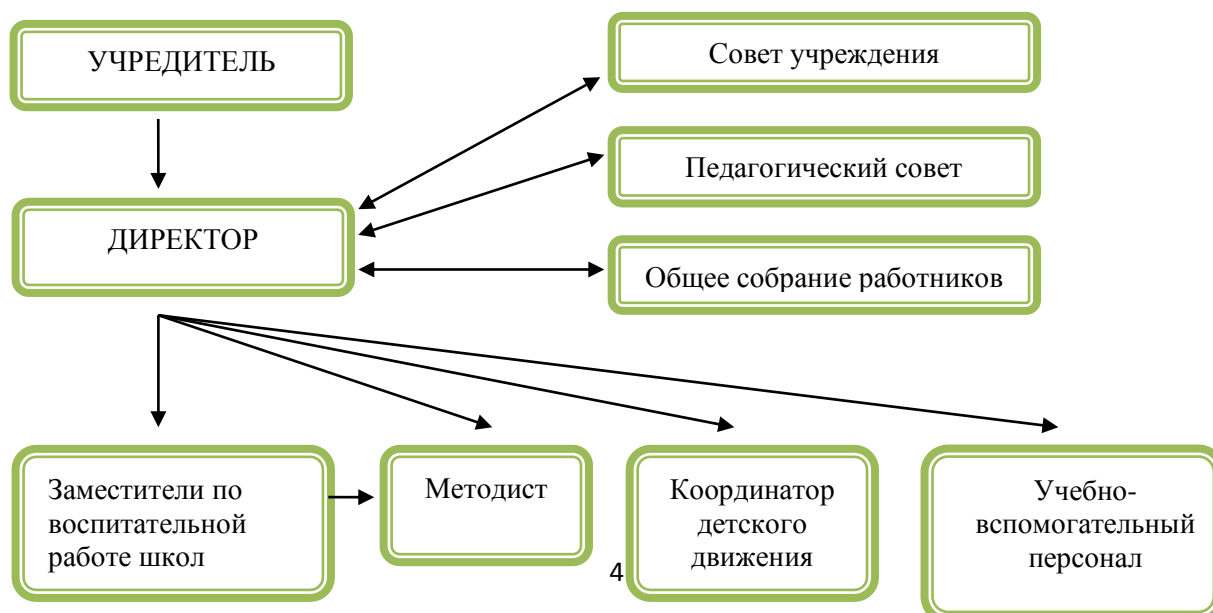 УЧРЕДИТЕЛЬ
Совет учреждения
Педагогический совет
ДИРЕКТОР
Общее собрание работников
Заместители по
воспитательной
работе школ
Методист
Координатор
детского
движения
Учебно-
вспомогательный
персонал
4